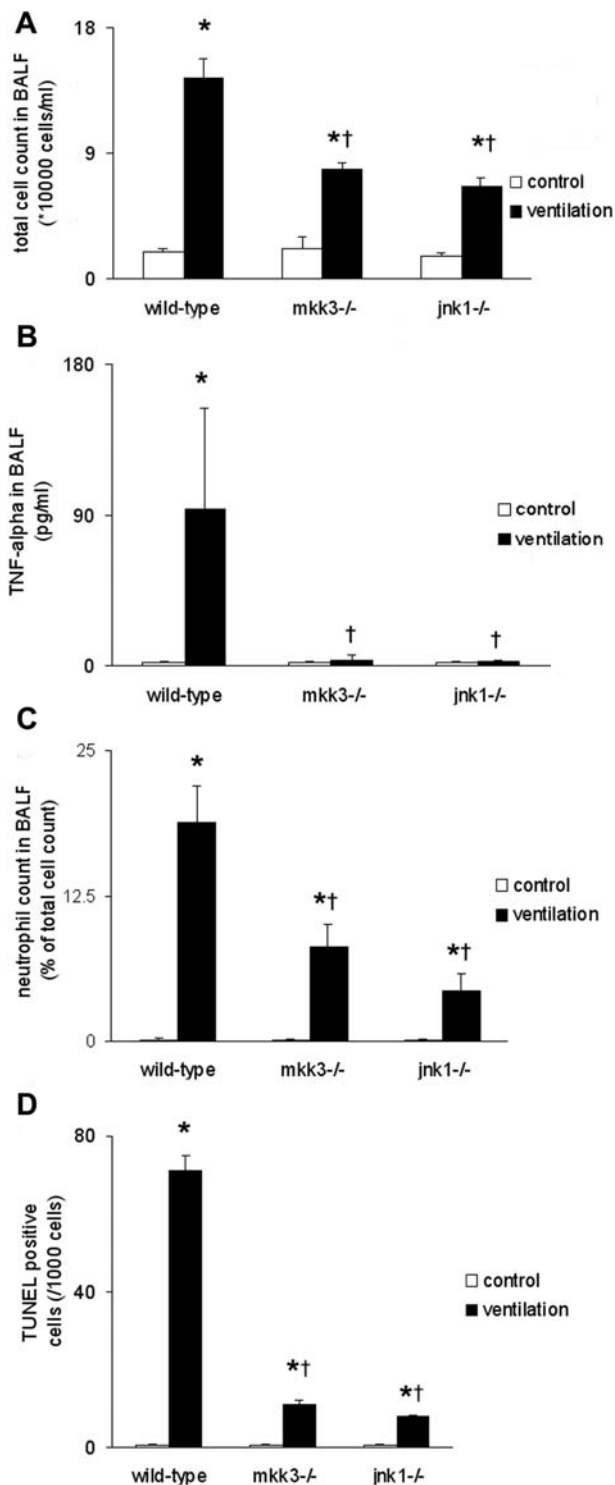 A
total cell count in BALF
(*10000 cells/ml)
18
9
0
*
*†
*†
control
ventilation
wild-type mkk3-/- jnk1-/-
B
TNF-alpha in BALF
(pg/ml)
180
90
0
*
†
†
control
ventilation
wild-type mkk3-/- jnk1-/-
C
neutrophil count in BALF
(% of total cell count)
25
12.5
0
*
*†
*†
control
ventilation
wild-type mkk3-/- jnk1-/-
D
TUNEL positive
cells (/1000 cells)
80
40
0
*
*†
*†
control
ventilation
wild-type mkk3-/- jnk1-/-